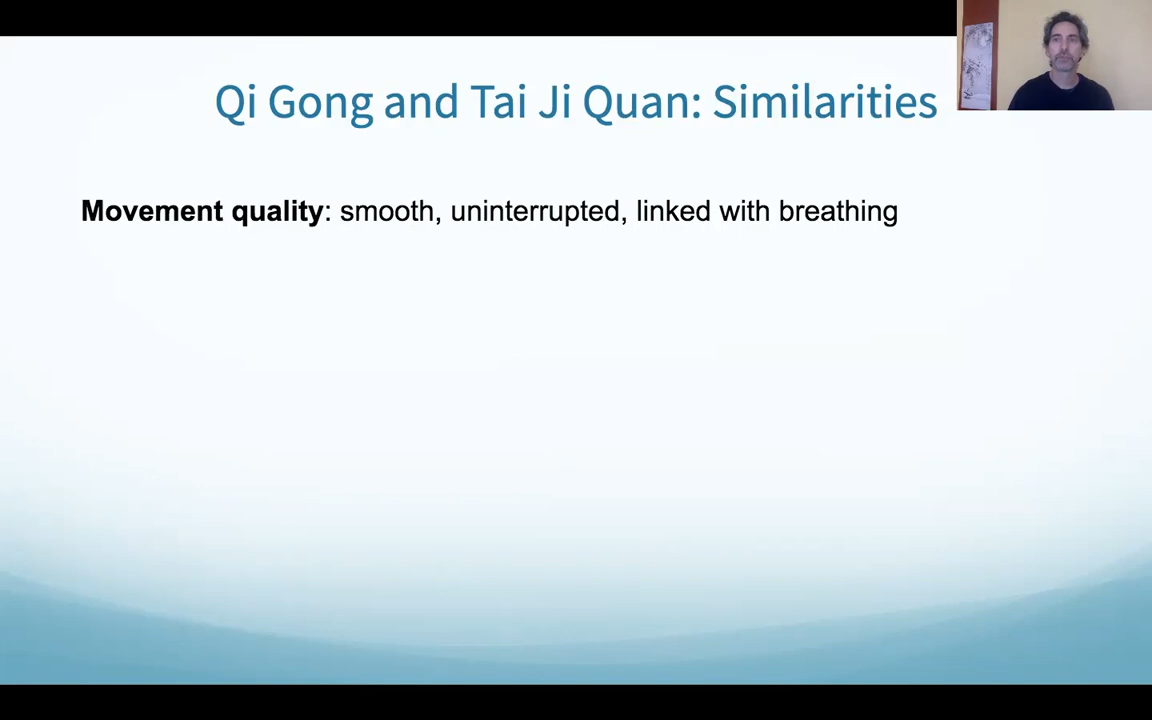 Qi Gong and Tai Ji Quan: Similarities
Movement quality: smooth, uninterrupted, linked with breathing